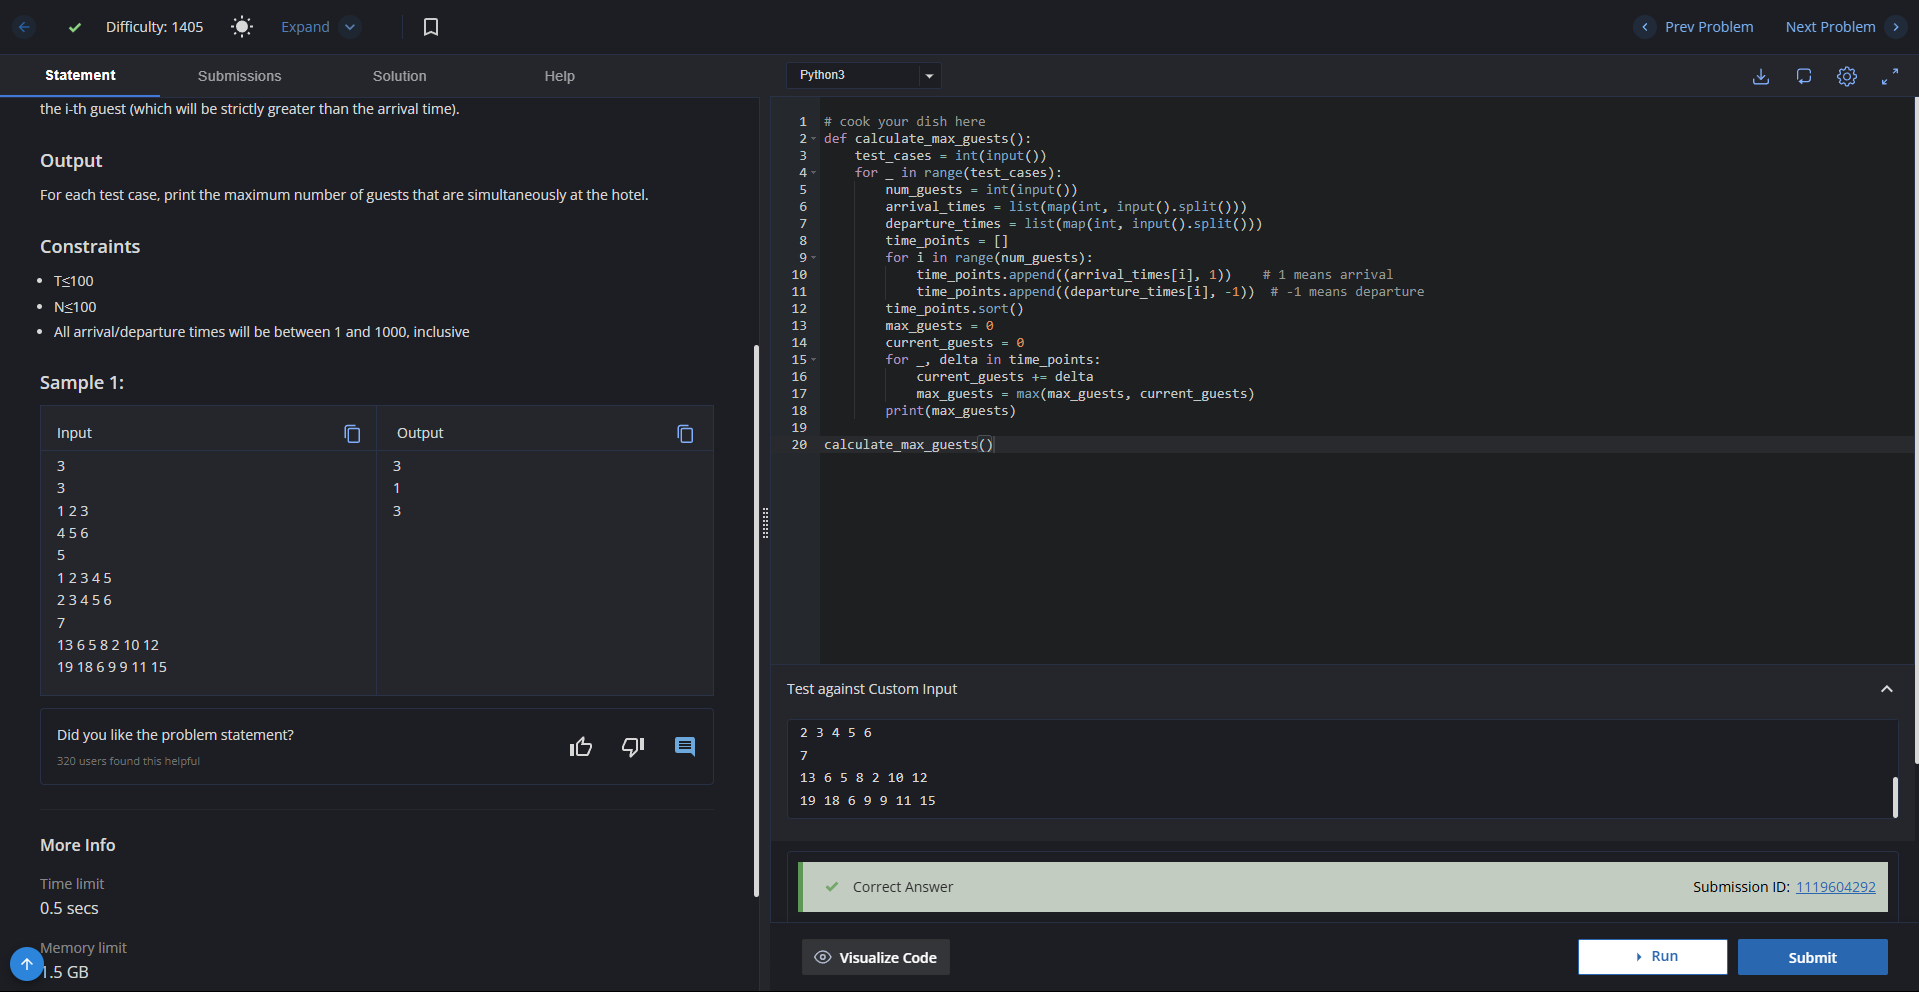 Difficulty: 1405
Expand
Prev Problem
Next Problem
Statement
Submissions
Solution
Help
the i-th guest (which will be strictly greater than the arrival time).
Output
For each test case, print the maximum number of guests that are simultaneously at the hotel.
Constraints
T≤100
N≤100
All arrival/departure times will be between 1 and 1000, inclusive
Sample 1:
Input
Output
3
3
1 2 3
4 5 6
5
1 2 3 4 5
2 3 4 5 6
7
13 6 5 8 2 10 12
19 18 6 9 9 11 15
3
1
3
Did you like the problem statement?
320 users found this helpful
More Info
Time limit
0.5 secs
Memory limit
1.5 GB
Python3
1 # cook your dish here
2 def calculate_max_guests():
3     test_cases = int(input())
4     for _ in range(test_cases):
5         num_guests = int(input())
6         arrival_times = list(map(int, input().split()))
7         departure_times = list(map(int, input().split()))
8         time_points = []
9         for i in range(num_guests):
10             time_points.append((arrival_times[i], 1))    # 1 means arrival
11             time_points.append((departure_times[i], -1))  # -1 means departure
12         time_points.sort()
13         max_guests = 0
14         current_guests = 0
15         for _, delta in time_points:
16             current_guests += delta
17             max_guests = max(max_guests, current_guests)
18         print(max_guests)
19
20 calculate_max_guests()
Test against Custom Input
2 3 4 5 6
7
13 6 5 8 2 10 12
19 18 6 9 9 11 15
Correct Answer
Submission ID: 1119604292
Visualize Code
Run
Submit